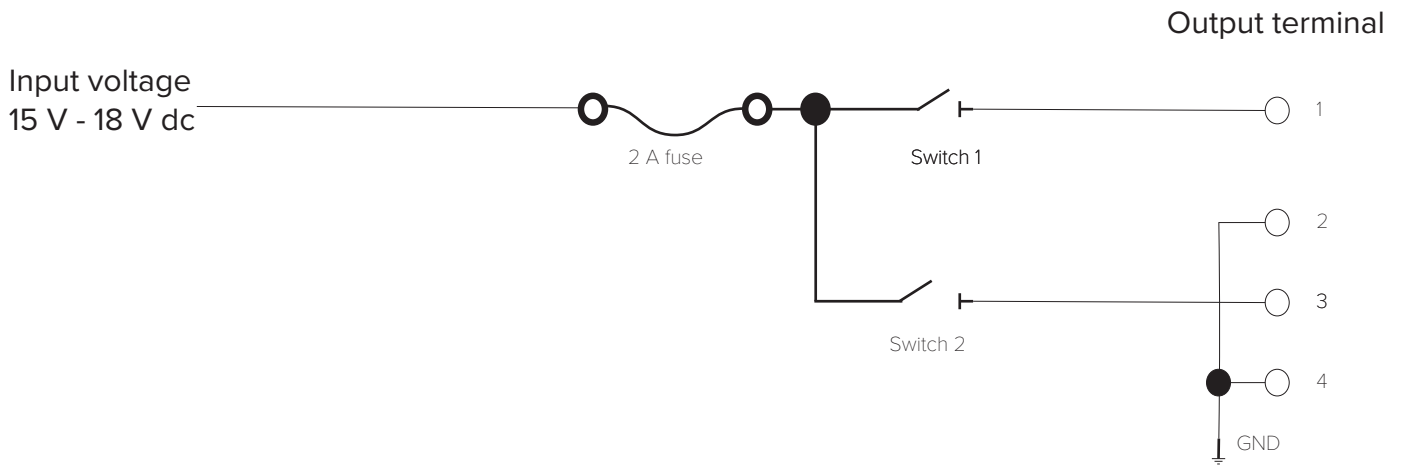 Output terminal
Input voltage
15 V - 18 V dc
1
2 A fuse
Switch 1
2
3
Switch 2
4
GND